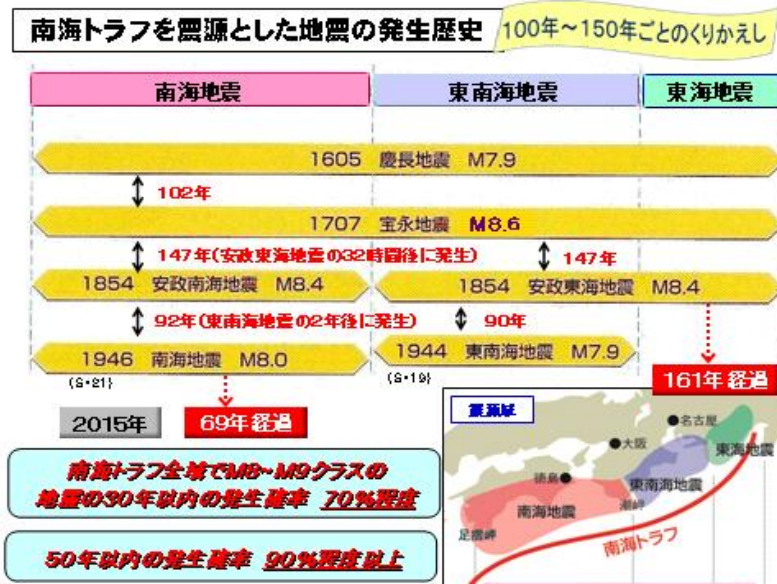 南海トラフを震源とした地震の発生歴史
100年～150年ごとのくりかえし
南海地震
東南海地震
東海地震
1605 慶長地震 M7.9
102年
1707 宝永地震 M8.6
147年(安政東海地震の32時間後に発生)
147年
1854 安政南海地震 M8.4
1854 安政東海地震 M8.4
92年(東南海地震の2年後に発生)
90年
1946 南海地震 M8.0
1944 東南海地震 M7.9
(S・21)
(S・19)
161年経過
2015年
69年経過
南海トラフ全域でM8~M9クラスの
地震の30年以内の発生確率 70%程度
50年以内の発生確率 90%程度以上
震源域
名古屋
大阪
東海地震
徳島
東南海地震
潮岬
南海地震
足摺岬
南海トラフ